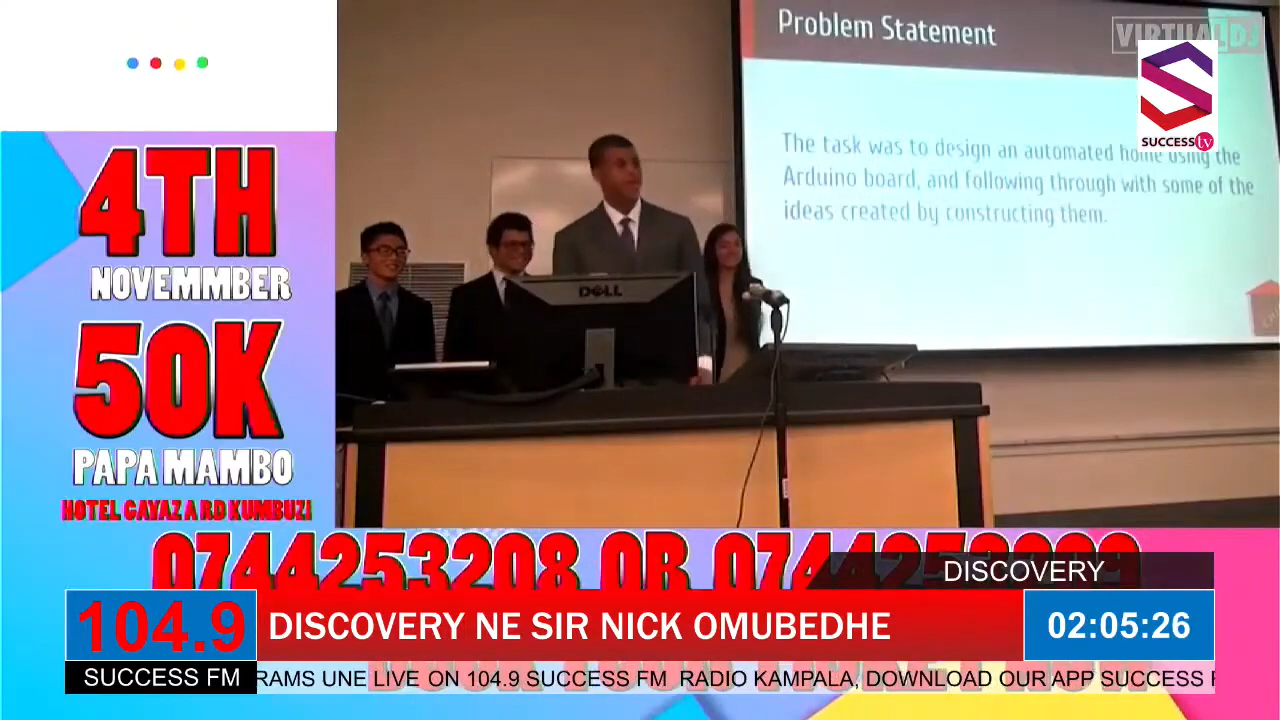 4TH
NOVEMMBER
50K
PAPA MAMBO
HOTEL GAYAZA RD KUMBUZI
Problem Statement
VIRTUALDJ
SUCCESS tv
The task was to design an automated home using the
Arduino board, and following through with some of the
ideas created by constructing them.
DELL
0744253208 OR
DISCOVERY
104.9
DISCOVERY NE SIR NICK OMUBEDHE
02:05:26
SUCCESS FM
RAMS UNE LIVE ON 104.9 SUCCESS FM RADIO KAMPALA, DOWNLOAD OUR APP SUCCESS